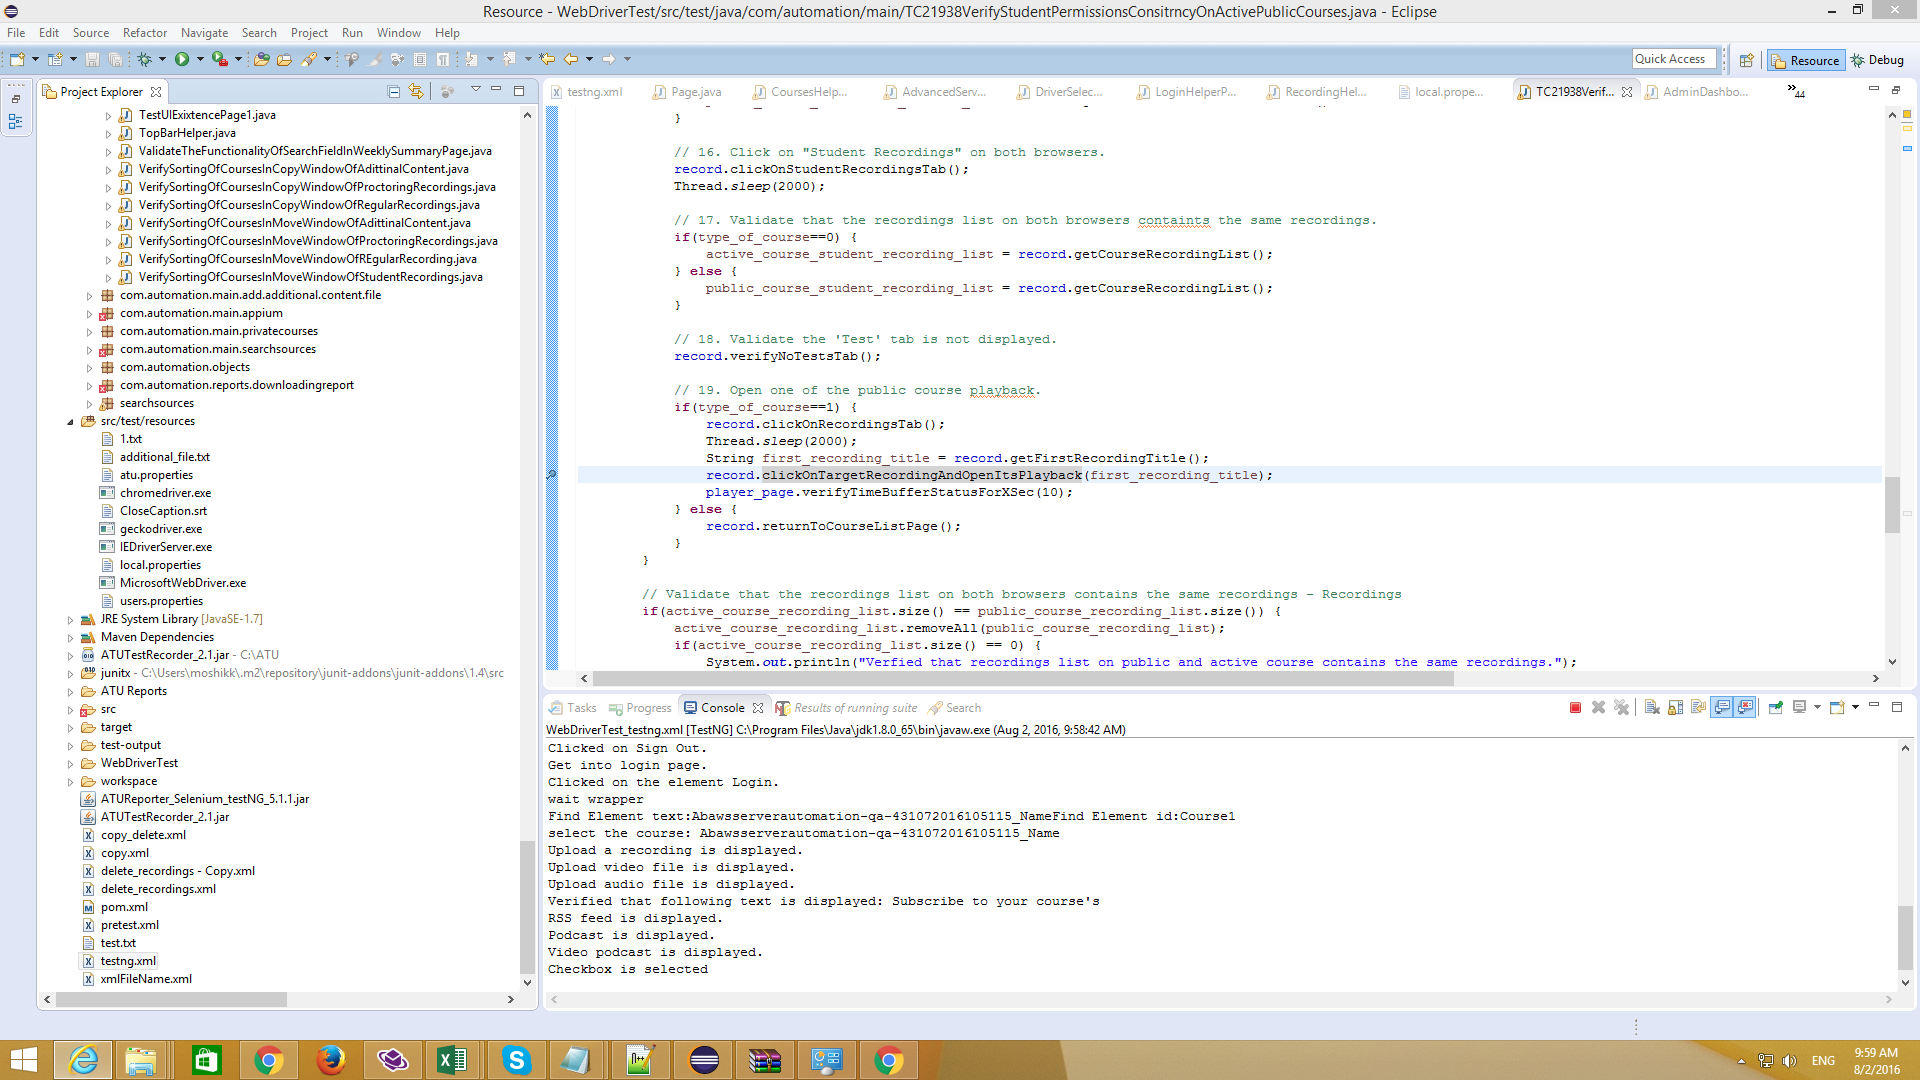 Resource - WebDriverTest/src/test/java/com/automation/main/TC21938VerifyStudentPermissionsConsitrncyOnActivePublicCourses.java - Eclipse
File Edit Source Refactor Navigate Search Project Run Window Help
Quick Access
Resource
Debug
Project Explorer
TestUIExixtencePage1.java
TopBarHelper.java
ValidateTheFunctionalityOfSearchFieldInWeeklySummaryPage.java
VerifySortingOfCoursesInCopyWindowOfAdittinalContent.java
VerifySortingOfCoursesInCopyWindowOfProctoringRecordings.java
VerifySortingOfCoursesInCopyWindowOfRegularRecordings.java
VerifySortingOfCoursesInMoveWindowOfAdittinalContent.java
VerifySortingOfCoursesInMoveWindowOfProctoringRecordings.java
VerifySortingOfCoursesInMoveWindowOfREgularRecording.java
VerifySortingOfCoursesInMoveWindowOfStudentRecordings.java
com.automation.main.add.additional.content.file
com.automation.main.appium
com.automation.main.privatecourses
com.automation.main.searchsources
com.automation.objects
com.automation.reports.downloadingreport
searchsources
src/test/resources
1.txt
additional_file.txt
atu.properties
chromedriver.exe
CloseCaption.srt
geckodriver.exe
IEDriverServer.exe
local.properties
MicrosoftWebDriver.exe
users.properties
JRE System Library [JavaSE-1.7]
Maven Dependencies
ATUTestRecorder_2.1.jar - C:\ATU
junitx - C:\Users\moshikk\.m2\repository\junit-addons\junit-addons\1.4\src
ATU Reports
src
target
test-output
WebDriverTest
workspace
ATUReporter_Selenium_testNG_5.1.1.jar
ATUTestRecorder_2.1.jar
copy_delete.xml
copy.xml
delete_recordings - Copy.xml
delete_recordings.xml
pom.xml
pretest.xml
test.txt
testng.xml
xmlFileName.xml
testng.xml Page.java CoursesHelp... AdvancedServ... DriverSelec... LoginHelperP... RecordingHel... local.prope... TC21938Verif... AdminDashbo... 44
}
// 16. Click on "Student Recordings" on both browsers.
record.clickOnStudentRecordingsTab();
Thread.sleep(2000);
// 17. Validate that the recordings list on both browsers containts the same recordings.
if(type_of_course==0) {
active_course_student_recording_list = record.getCourseRecordingList();
} else {
public_course_student_recording_list = record.getCourseRecordingList();
}
// 18. Validate the 'Test' tab is not displayed.
record.verifyNoTestsTab();
// 19. Open one of the public course playback.
if(type_of_course==1) {
record.clickOnRecordingsTab();
Thread.sleep(2000);
String first_recording_title = record.getFirstRecordingTitle();
record.clickOnTargetRecordingAndOpenItsPlayback(first_recording_title);
player_page.verifyTimeBufferStatusForXSec(10);
} else {
record.returnToCourseListPage();
}
}
// Validate that the recordings list on both browsers contains the same recordings - Recordings
if(active_course_recording_list.size() == public_course_recording_list.size()) {
active_course_recording_list.removeAll(public_course_recording_list);
if(active_course_recording_list.size() == 0) {
System.out.println("Verfied that recordings list on public and active course contains the same recordings.");
Tasks Progress Console Results of running suite Search
WebDriverTest_testng.xml [TestNG] C:\Program Files\Java\jdk1.8.0_65\bin\javaw.exe (Aug 2, 2016, 9:58:42 AM)
Clicked on Sign Out.
Get into login page.
Clicked on the element Login.
wait wrapper
Find Element text:Abawsserverautomation-qa-431072016105115_NameFind Element id:Course1
select the course: Abawsserverautomation-qa-431072016105115_Name
Upload a recording is displayed.
Upload video file is displayed.
Upload audio file is displayed.
Verified that following text is displayed: Subscribe to your course's
RSS feed is displayed.
Podcast is displayed.
Video podcast is displayed.
Checkbox is selected
ENG
9:59 AM
8/2/2016